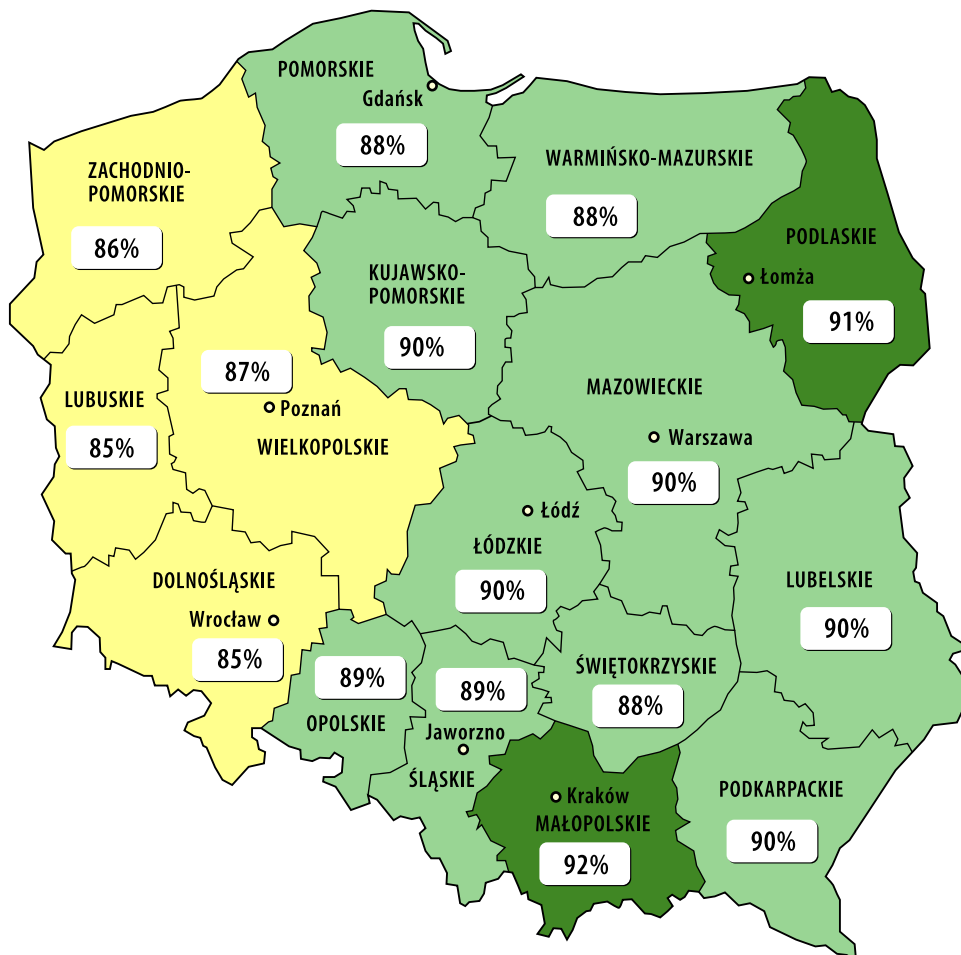 POMORSKIE
Gdańsk
88%
ZACHODNIO-
POMORSKIE
86%
WARMIŃSKO-MAZURSKIE
88%
PODLASKIE
Łomża
91%
KUJAWSKO-
POMORSKIE
90%
LUBUSKIE
85%
87%
Poznań
WIELKOPOLSKIE
MAZOWIECKIE
Warszawa
90%
Łódź
ŁÓDZKIE
90%
DOLNOŚLĄSKIE
Wrocław
85%
LUBELSKIE
90%
89%
OPOLSKIE
89%
Jaworzno
ŚLĄSKIE
ŚWIĘTOKRZYSKIE
88%
Kraków
MAŁOPOLSKIE
92%
PODKARPACKIE
90%